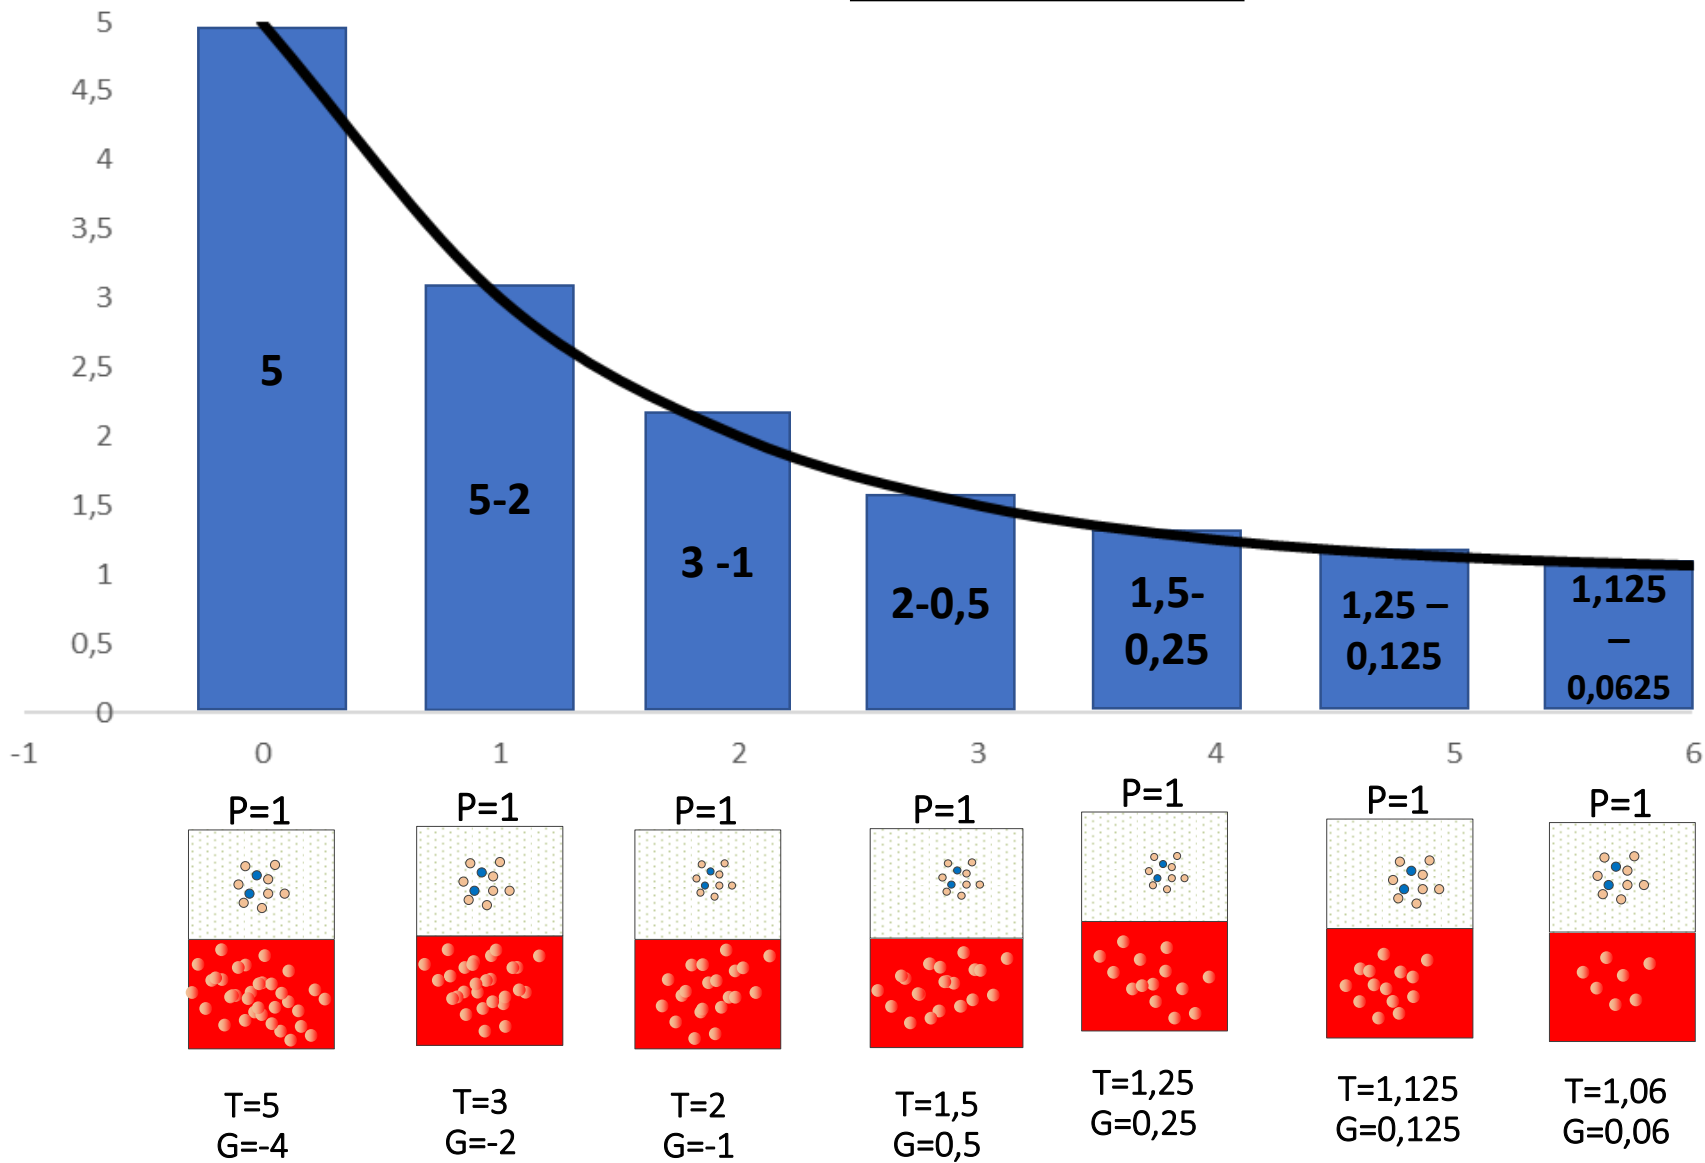 5
4,5
4
3,5
3
2,5
2
1,5
1
0,5
0
5
5-2
3 -1
2-0,5
1,5-
0,25
1,25 –
0,125
1,125
–
0,0625
-1 0 1 2 3 4 5 6
P=1 P=1 P=1 P=1 P=1 P=1 P=1
T=5
G=-4
T=3
G=-2
T=2
G=-1
T=1,5
G=0,5
T=1,25
G=0,25
T=1,125
G=0,125
T=1,06
G=0,06